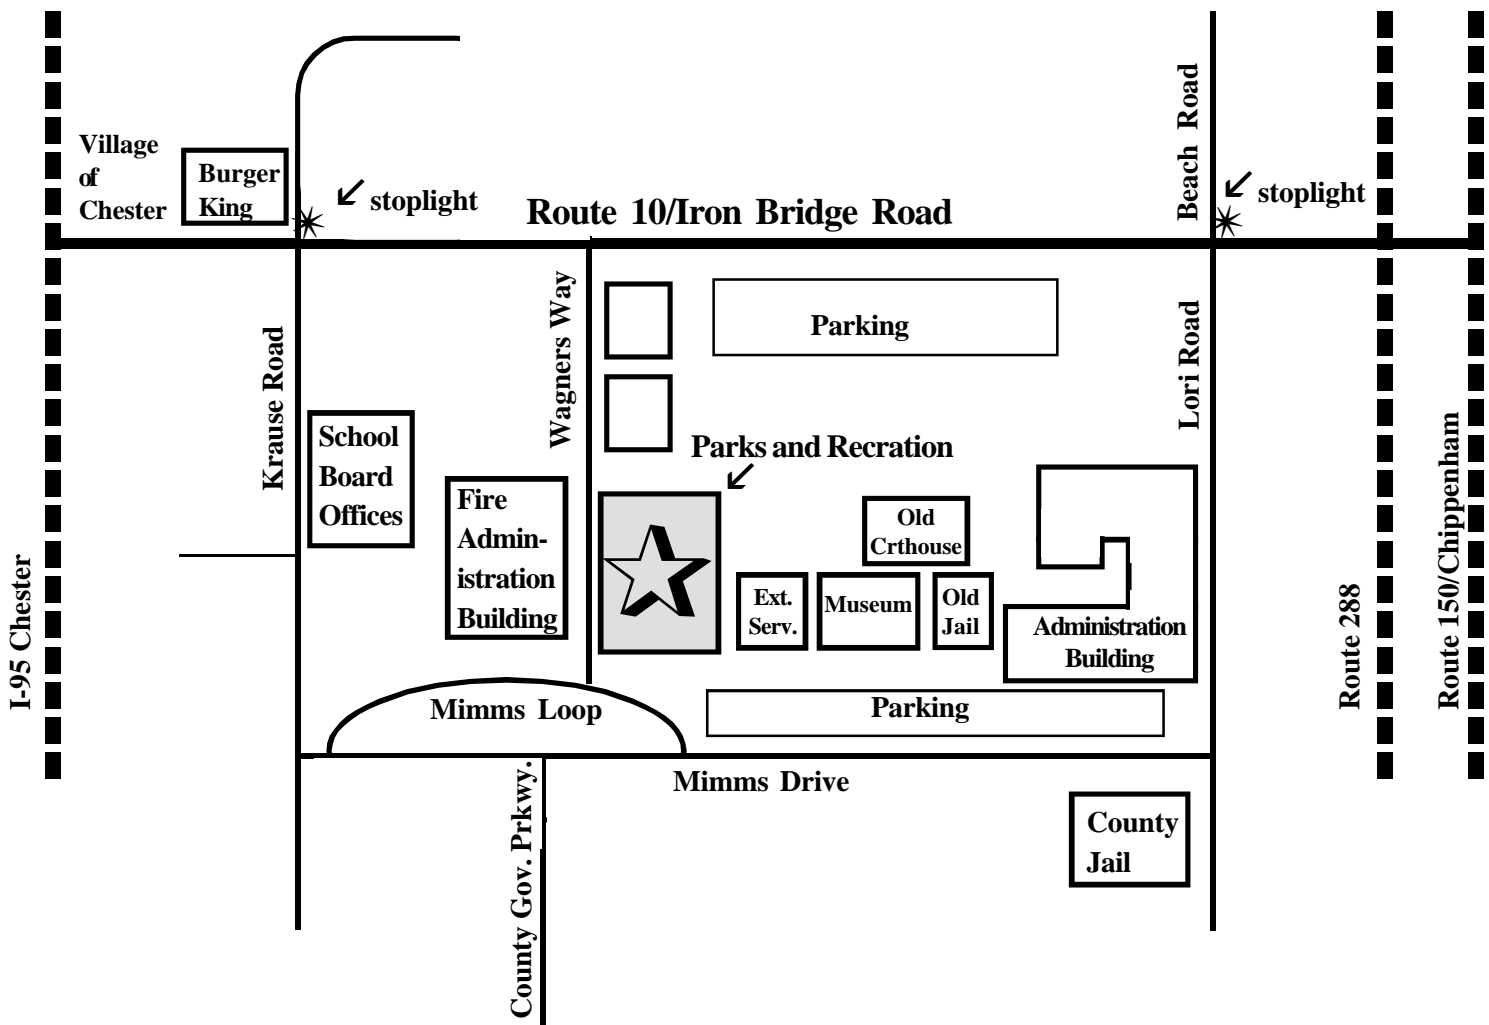 Village
of
Chester
Burger
King
stoplight
Route 10/Iron Bridge Road
Beach Road
stoplight
Krause Road
Wagners Way
Parking
Lori Road
School
Board
Offices
Fire
Admin-
istration
Building
Parks and Recration
Old
Crthouse
Ext.
Serv.
Museum
Old
Jail
Administration
Building
I-95 Chester
Route 288
Route 150/Chippenham
Mimms Loop
Parking
Mimms Drive
County Gov. Prkwy.
County
Jail